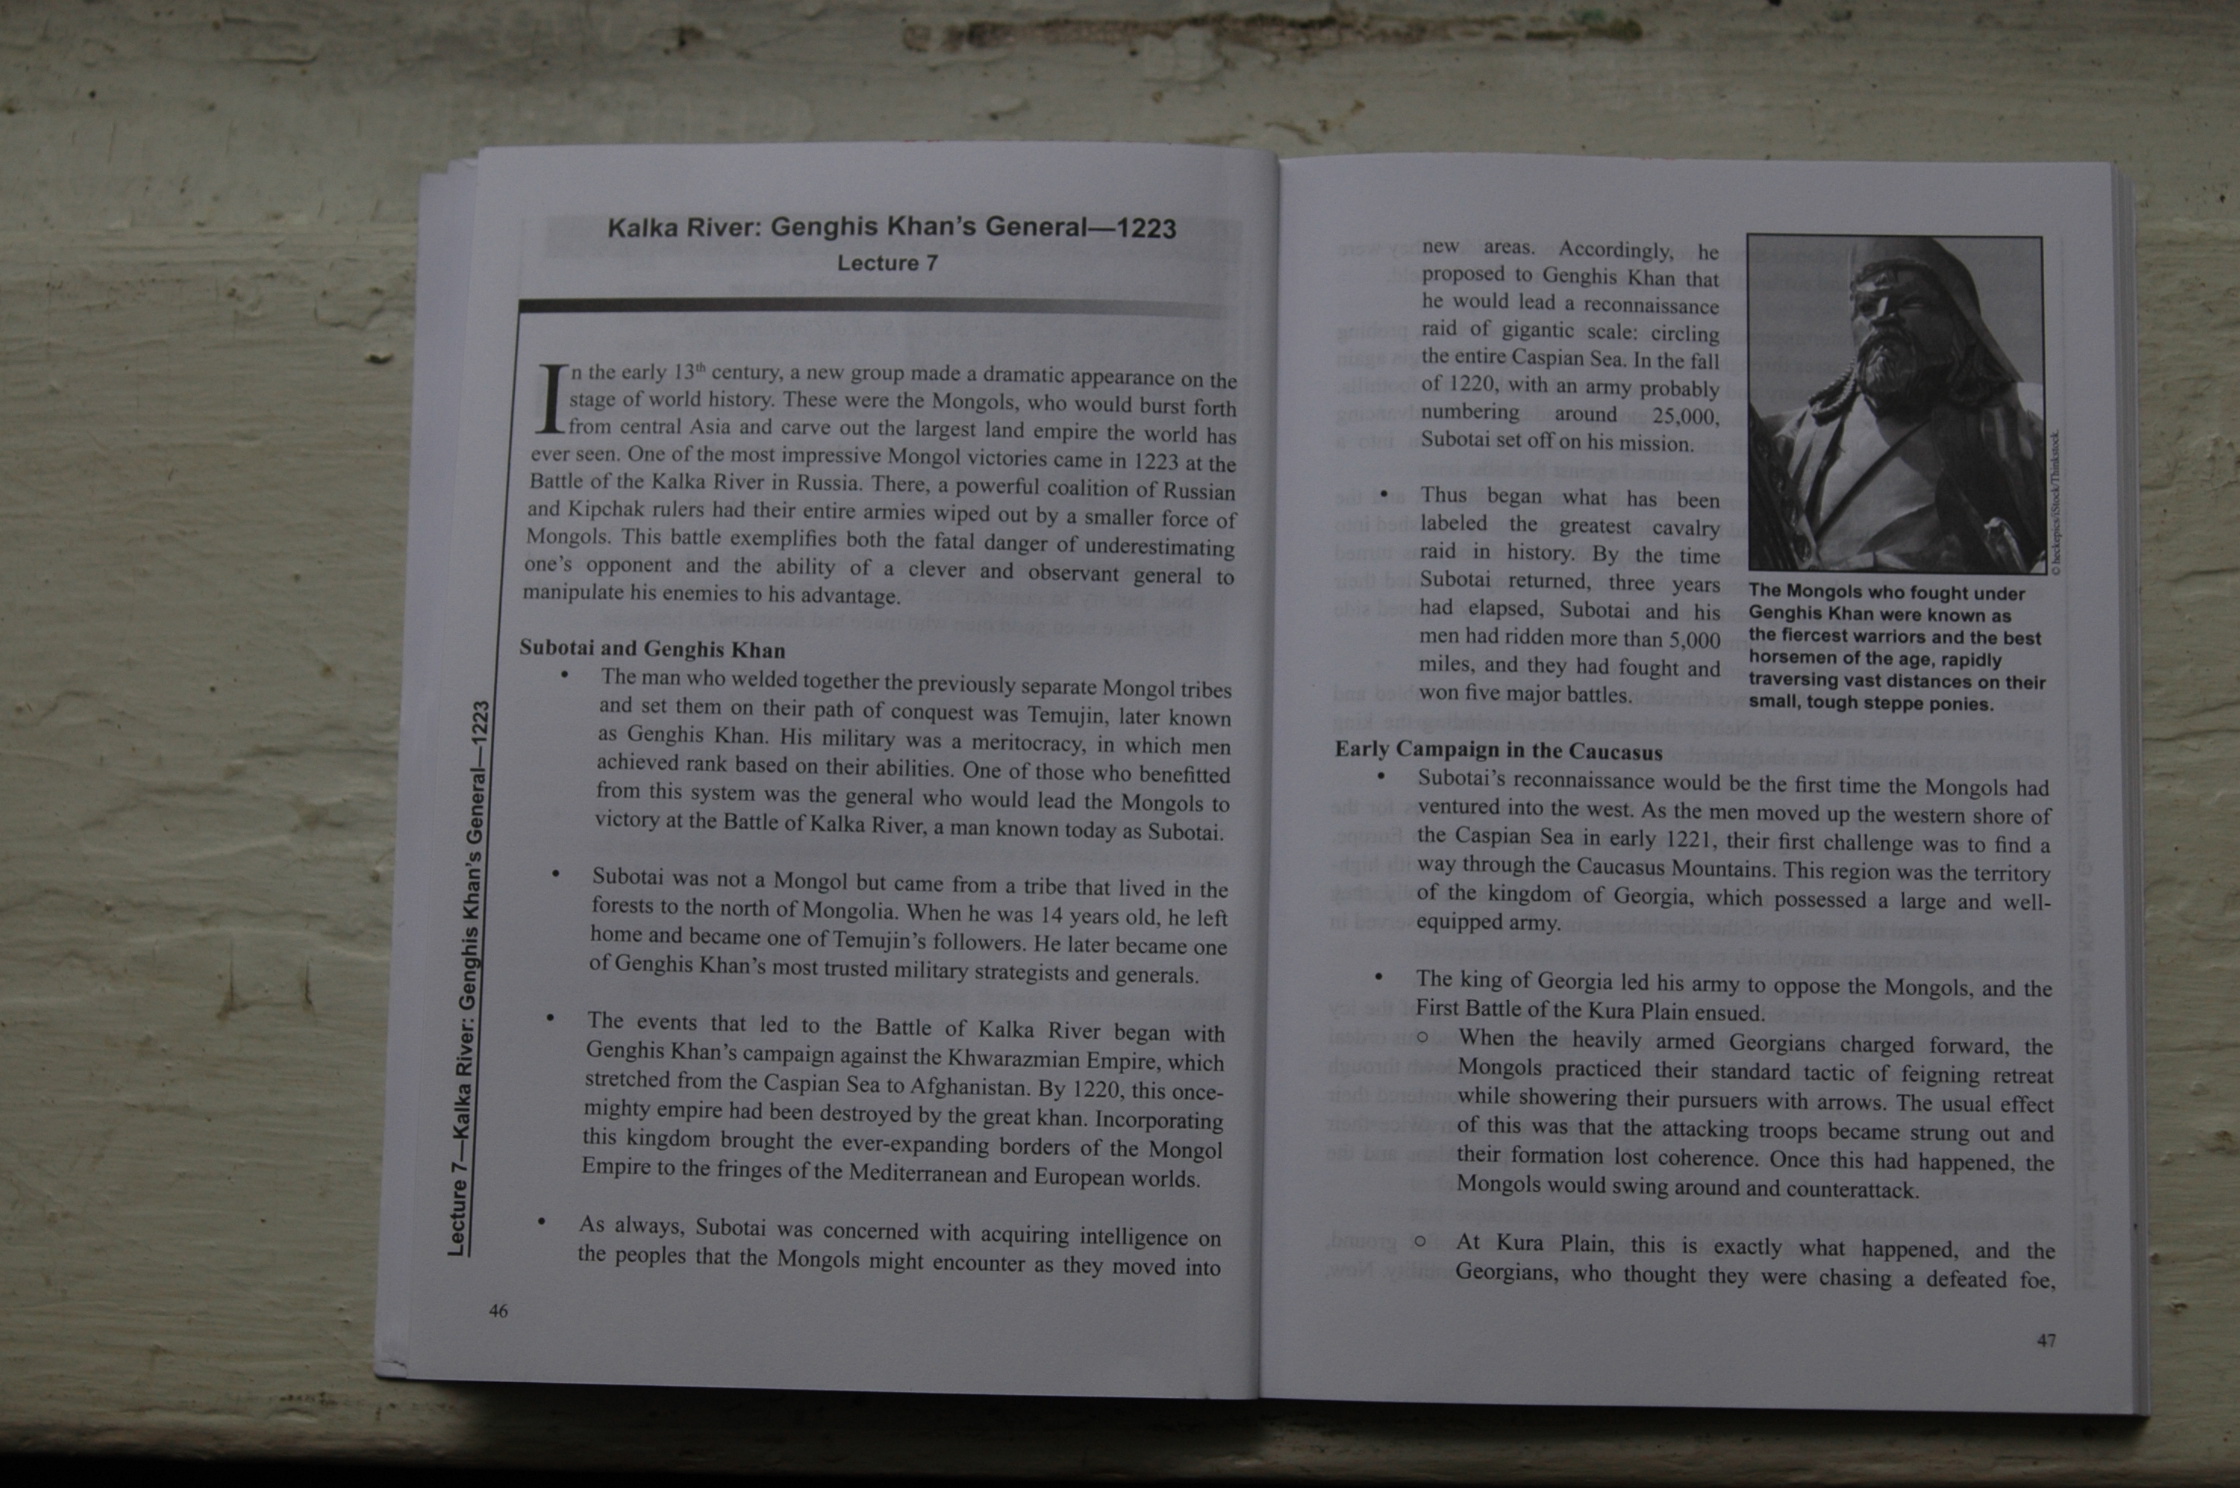 Kalka River: Genghis Khan's General—1223
Lecture 7
In the early 13th century, a new group made a dramatic appearance on the
stage of world history. These were the Mongols, who would burst forth
from central Asia and carve out the largest land empire the world has
ever seen. One of the most impressive Mongol victories came in 1223 at the
Battle of the Kalka River in Russia. There, a powerful coalition of Russian
and Kipchak rulers had their entire armies wiped out by a smaller force of
Mongols. This battle exemplifies both the fatal danger of underestimating
one's opponent and the ability of a clever and observant general to
manipulate his enemies to his advantage.
Subotai and Genghis Khan
• The man who welded together the previously separate Mongol tribes
and set them on their path of conquest was Temujin, later known
as Genghis Khan. His military was a meritocracy, in which men
achieved rank based on their abilities. One of those who benefitted
from this system was the general who would lead the Mongols to
victory at the Battle of Kalka River, a man known today as Subotai.
• Subotai was not a Mongol but came from a tribe that lived in the
forests to the north of Mongolia. When he was 14 years old, he left
home and became one of Temujin's followers. He later became one
of Genghis Khan's most trusted military strategists and generals.
• The events that led to the Battle of Kalka River began with
Genghis Khan's campaign against the Khwarazmian Empire, which
stretched from the Caspian Sea to Afghanistan. By 1220, this once-
mighty empire had been destroyed by the great khan. Incorporating
this kingdom brought the ever-expanding borders of the Mongol
Empire to the fringes of the Mediterranean and European worlds.
• As always, Subotai was concerned with acquiring intelligence on
the peoples that the Mongols might encounter as they moved into
Lecture 7—Kalka River: Genghis Khan's General—1223
46
new areas. Accordingly, he
proposed to Genghis Khan that
he would lead a reconnaissance
raid of gigantic scale: circling
the entire Caspian Sea. In the fall
of 1220, with an army probably
numbering around 25,000,
Subotai set off on his mission.
• Thus began what has been
labeled the greatest cavalry
raid in history. By the time
Subotai returned, three years
had elapsed, Subotai and his
men had ridden more than 5,000
miles, and they had fought and
won five major battles.
© beckepics/iStock/Thinkstock.
The Mongols who fought under
Genghis Khan were known as
the fiercest warriors and the best
horsemen of the age, rapidly
traversing vast distances on their
small, tough steppe ponies.
Early Campaign in the Caucasus
• Subotai's reconnaissance would be the first time the Mongols had
ventured into the west. As the men moved up the western shore of
the Caspian Sea in early 1221, their first challenge was to find a
way through the Caucasus Mountains. This region was the territory
of the kingdom of Georgia, which possessed a large and well-
equipped army.
• The king of Georgia led his army to oppose the Mongols, and the
First Battle of the Kura Plain ensued.
○ When the heavily armed Georgians charged forward, the
Mongols practiced their standard tactic of feigning retreat
while showering their pursuers with arrows. The usual effect
of this was that the attacking troops became strung out and
their formation lost coherence. Once this had happened, the
Mongols would swing around and counterattack.
○ At Kura Plain, this is exactly what happened, and the
Georgians, who thought they were chasing a defeated foe,
47